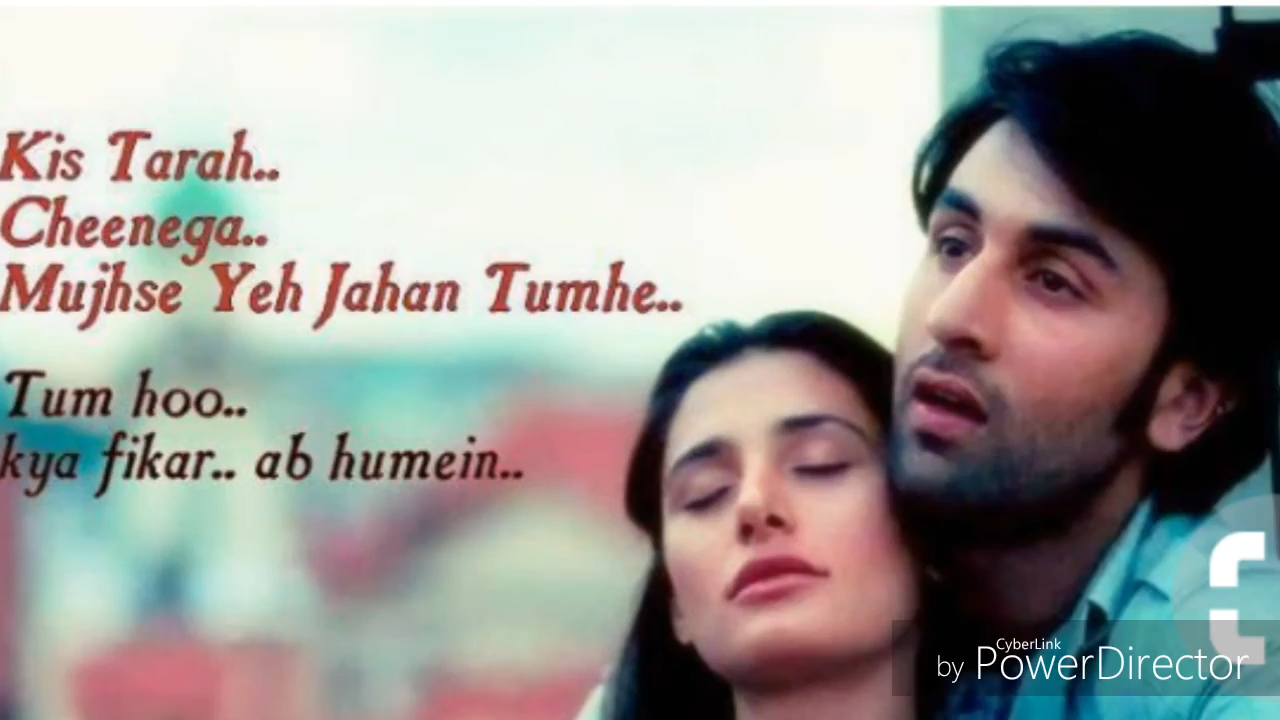 Kis Tarah..
Cheenega..
Mujhse Yeh Jahan Tumhe..
Tum hoo..
kya fikar.. ab humein..
CyberLink
by PowerDirector